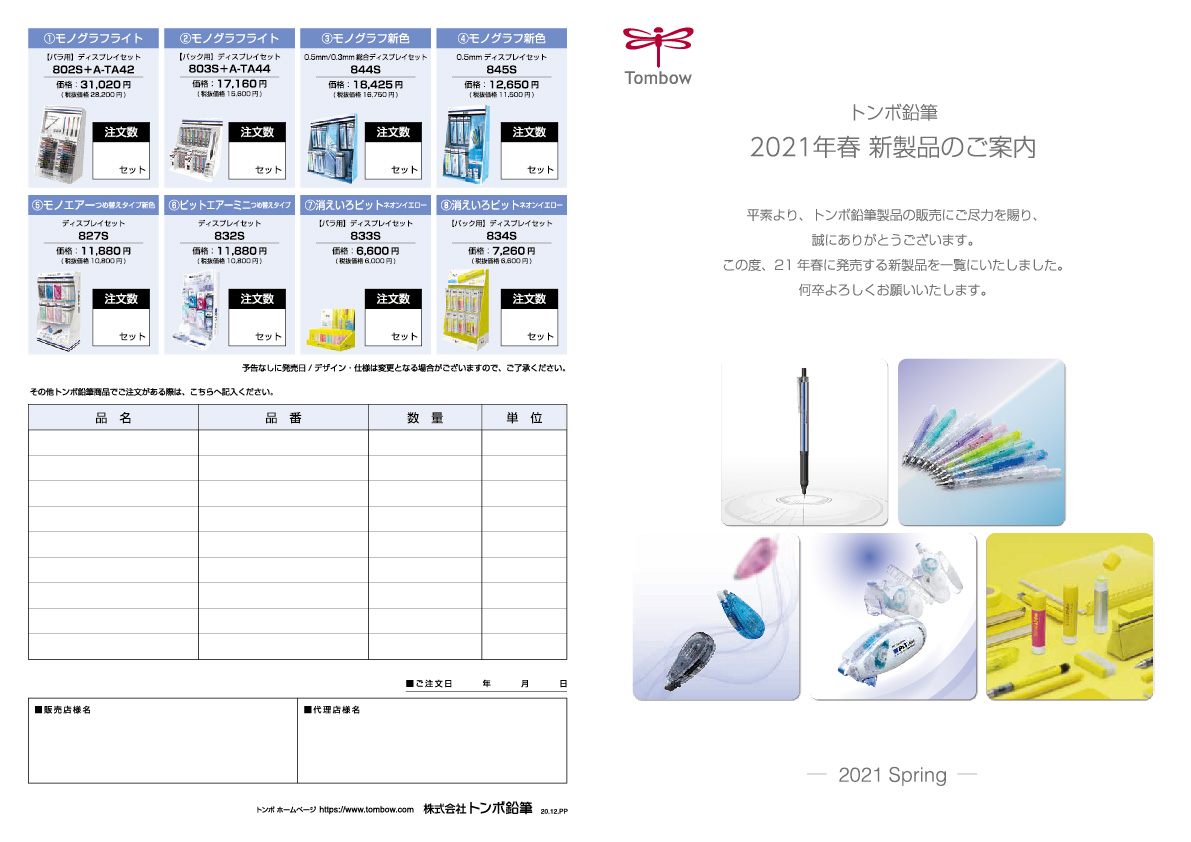 ①モノグラフライト
【バラ用】ディスプレイセット
802S+A-TA42
価格：31,020円
(税抜価格 28,200円)
注文数
セット
②モノグラフライト
【パック用】ディスプレイセット
803S+A-TA44
価格：17,160円
(税抜価格 15,600円)
注文数
セット
③モノグラフ新色
0.5mm/0.3mm 総合ディスプレイセット
844S
価格：18,425円
(税抜価格 16,750円)
注文数
セット
④モノグラフ新色
0.5mm ディスプレイセット
845S
価格：12,650円
(税抜価格 11,500円)
注文数
セット
⑤モノエアーつめ替えタイプ新色
ディスプレイセット
827S
価格：11,880円
(税抜価格 10,800円)
注文数
セット
⑥ピットエアーミニつめ替えタイプ
ディスプレイセット
832S
価格：11,880円
(税抜価格 10,800円)
注文数
セット
⑦消えいろピットネオンイエロー
【バラ用】ディスプレイセット
833S
価格：6,600円
(税抜価格 6,000円)
注文数
セット
⑧消えいろピットネオンイエロー
【パック用】ディスプレイセット
834S
価格：7,260円
(税抜価格 6,600円)
注文数
セット
予告なしに発売日/デザイン・仕様は変更となる場合がございますので、ご了承ください。
その他トンボ鉛筆商品でご注文がある際は、こちらへ記入ください。
品 名 品 番 数 量 単 位
■ご注文日 年 月 日
■販売店様名 ■代理店様名
トンボ ホームページ https://www.tombow.com 株式会社トンボ鉛筆 20.12.PP
Tombow
トンボ鉛筆
2021年春 新製品のご案内
平素より、トンボ鉛筆製品の販売にご尽力を賜り、
誠にありがとうございます。
この度、21年春に発売する新製品を一覧にいたしました。
何卒よろしくお願いいたします。
— 2021 Spring —